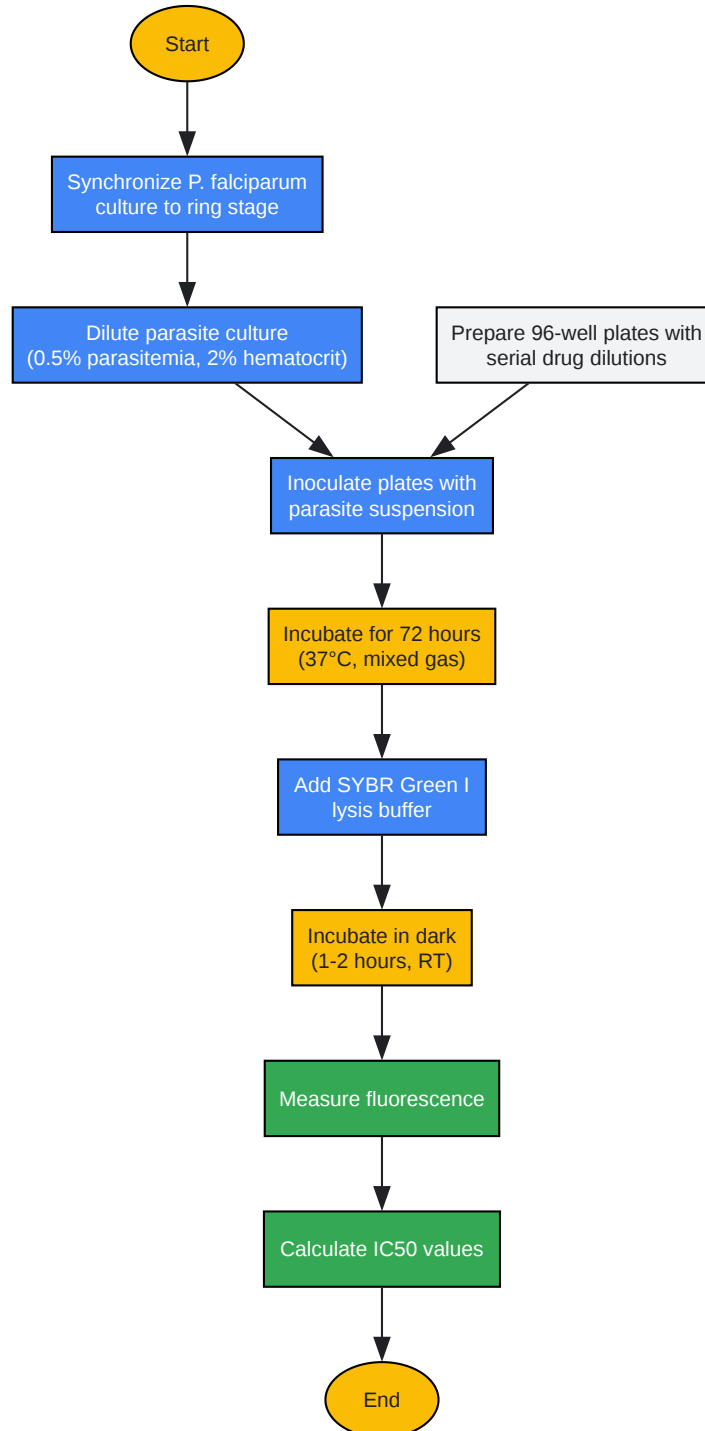 Start
Synchronize P. falciparum
culture to ring stage
Dilute parasite culture
(0.5% parasitemia, 2% hematocrit)
Prepare 96-well plates with
serial drug dilutions
Inoculate plates with
parasite suspension
Incubate for 72 hours
(37°C, mixed gas)
Add SYBR Green I
lysis buffer
Incubate in dark
(1-2 hours, RT)
Measure fluorescence
Calculate IC50 values
End